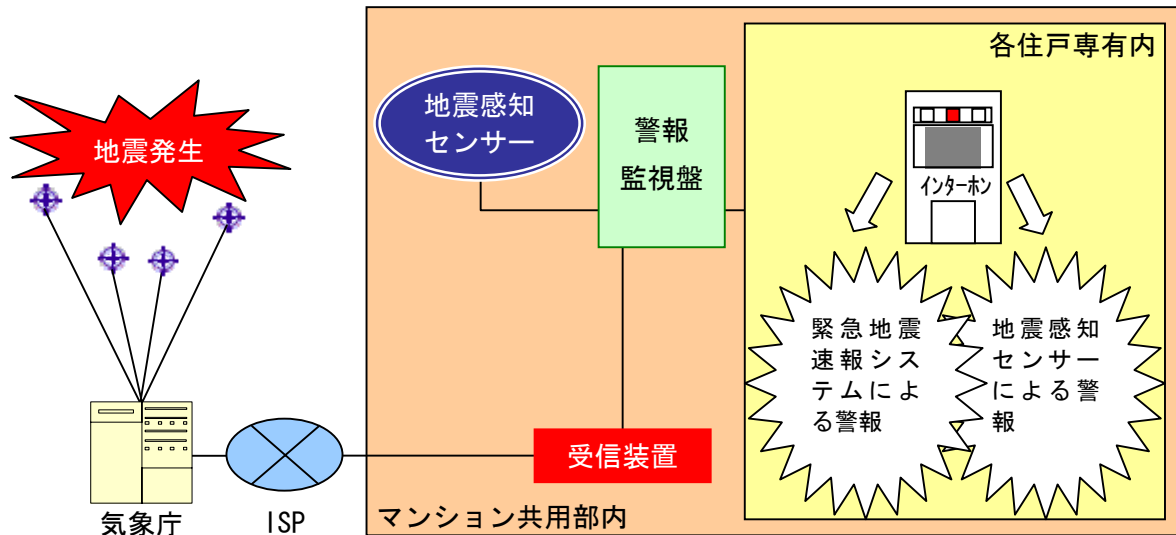 地震発生
気象庁
ISP
マンション共用部内
地震感知
センサー
警報
監視盤
受信装置
各住戸専有内
インターホン
緊急地震
速報シス
テムによ
る警報
地震感知
センサー
による警
報